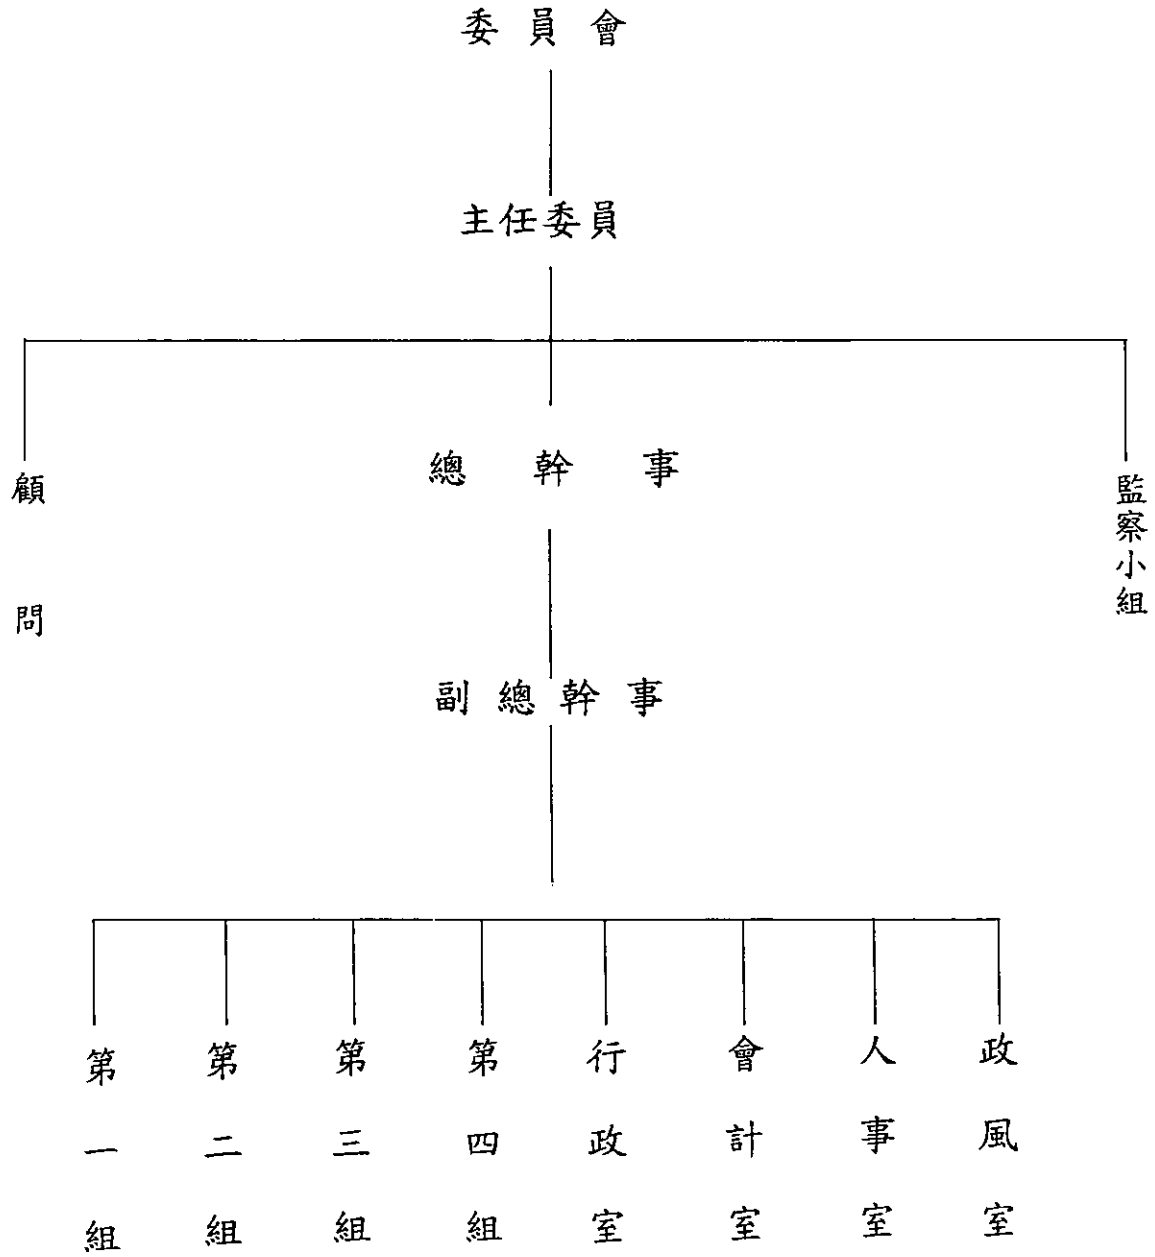 委員會
主任委員
總幹事
顧問
監察小組
副總幹事
第一組
第二組
第三組
第四組
行政室
會計室
人事室
政風室